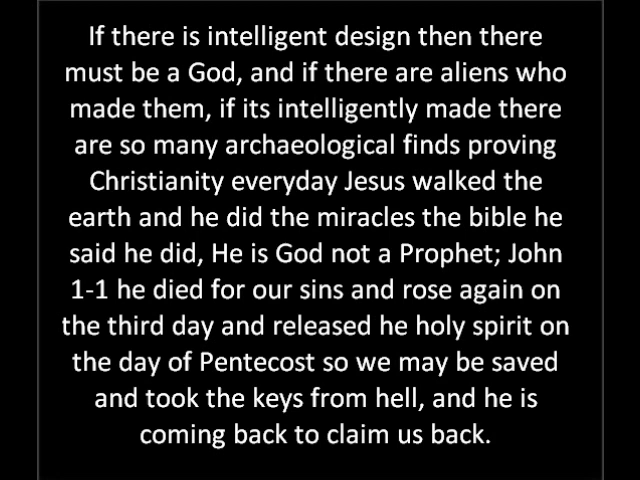 If there is intelligent design then there
must be a God, and if there are aliens who
made them, if its intelligently made there
are so many archaeological finds proving
Christianity everyday Jesus walked the
earth and he did the miracles the bible he
said he did, He is God not a Prophet; John
1-1 he died for our sins and rose again on
the third day and released he holy spirit on
the day of Pentecost so we may be saved
and took the keys from hell, and he is
coming back to claim us back.